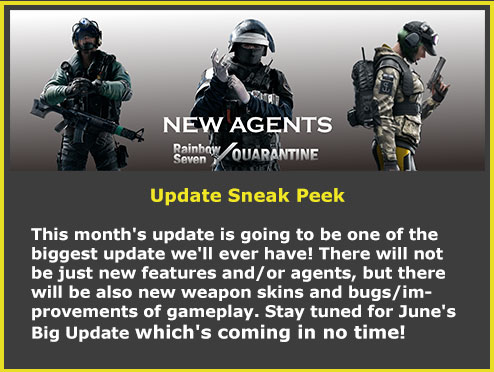 NEW AGENTS
Rainbow
Seven QUARANTINE
Update Sneak Peek
This month's update is going to be one of the
biggest update we'll ever have! There will not
be just new features and/or agents, but there
will be also new weapon skins and bugs/im-
provements of gameplay. Stay tuned for June's
Big Update which's coming in no time!